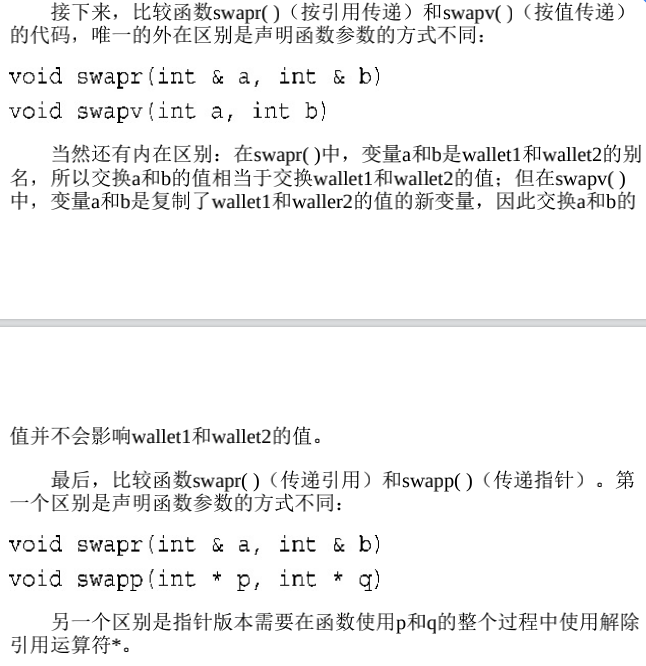 接下来，比较函数swapr( )（按引用传递）和swapv( )（按值传递）
的代码，唯一的外在区别是声明函数参数的方式不同：
void swapr(int & a, int & b)
void swapv(int a, int b)
当然还有内在区别：在swapr( )中，变量a和b是wallet1和wallet2的别
名，所以交换a和b的值相当于交换wallet1和wallet2的值；但在swapv( )
中，变量a和b是复制了wallet1和waller2的值的新变量，因此交换a和b的
值并不会影响wallet1和wallet2的值。
最后，比较函数swapr( )（传递引用）和swapp( )（传递指针）。第
一个区别是声明函数参数的方式不同：
void swapr(int & a, int & b)
void swapp(int * p, int * q)
另一个区别是指针版本需要在函数使用p和q的整个过程中使用解除
引用运算符*。